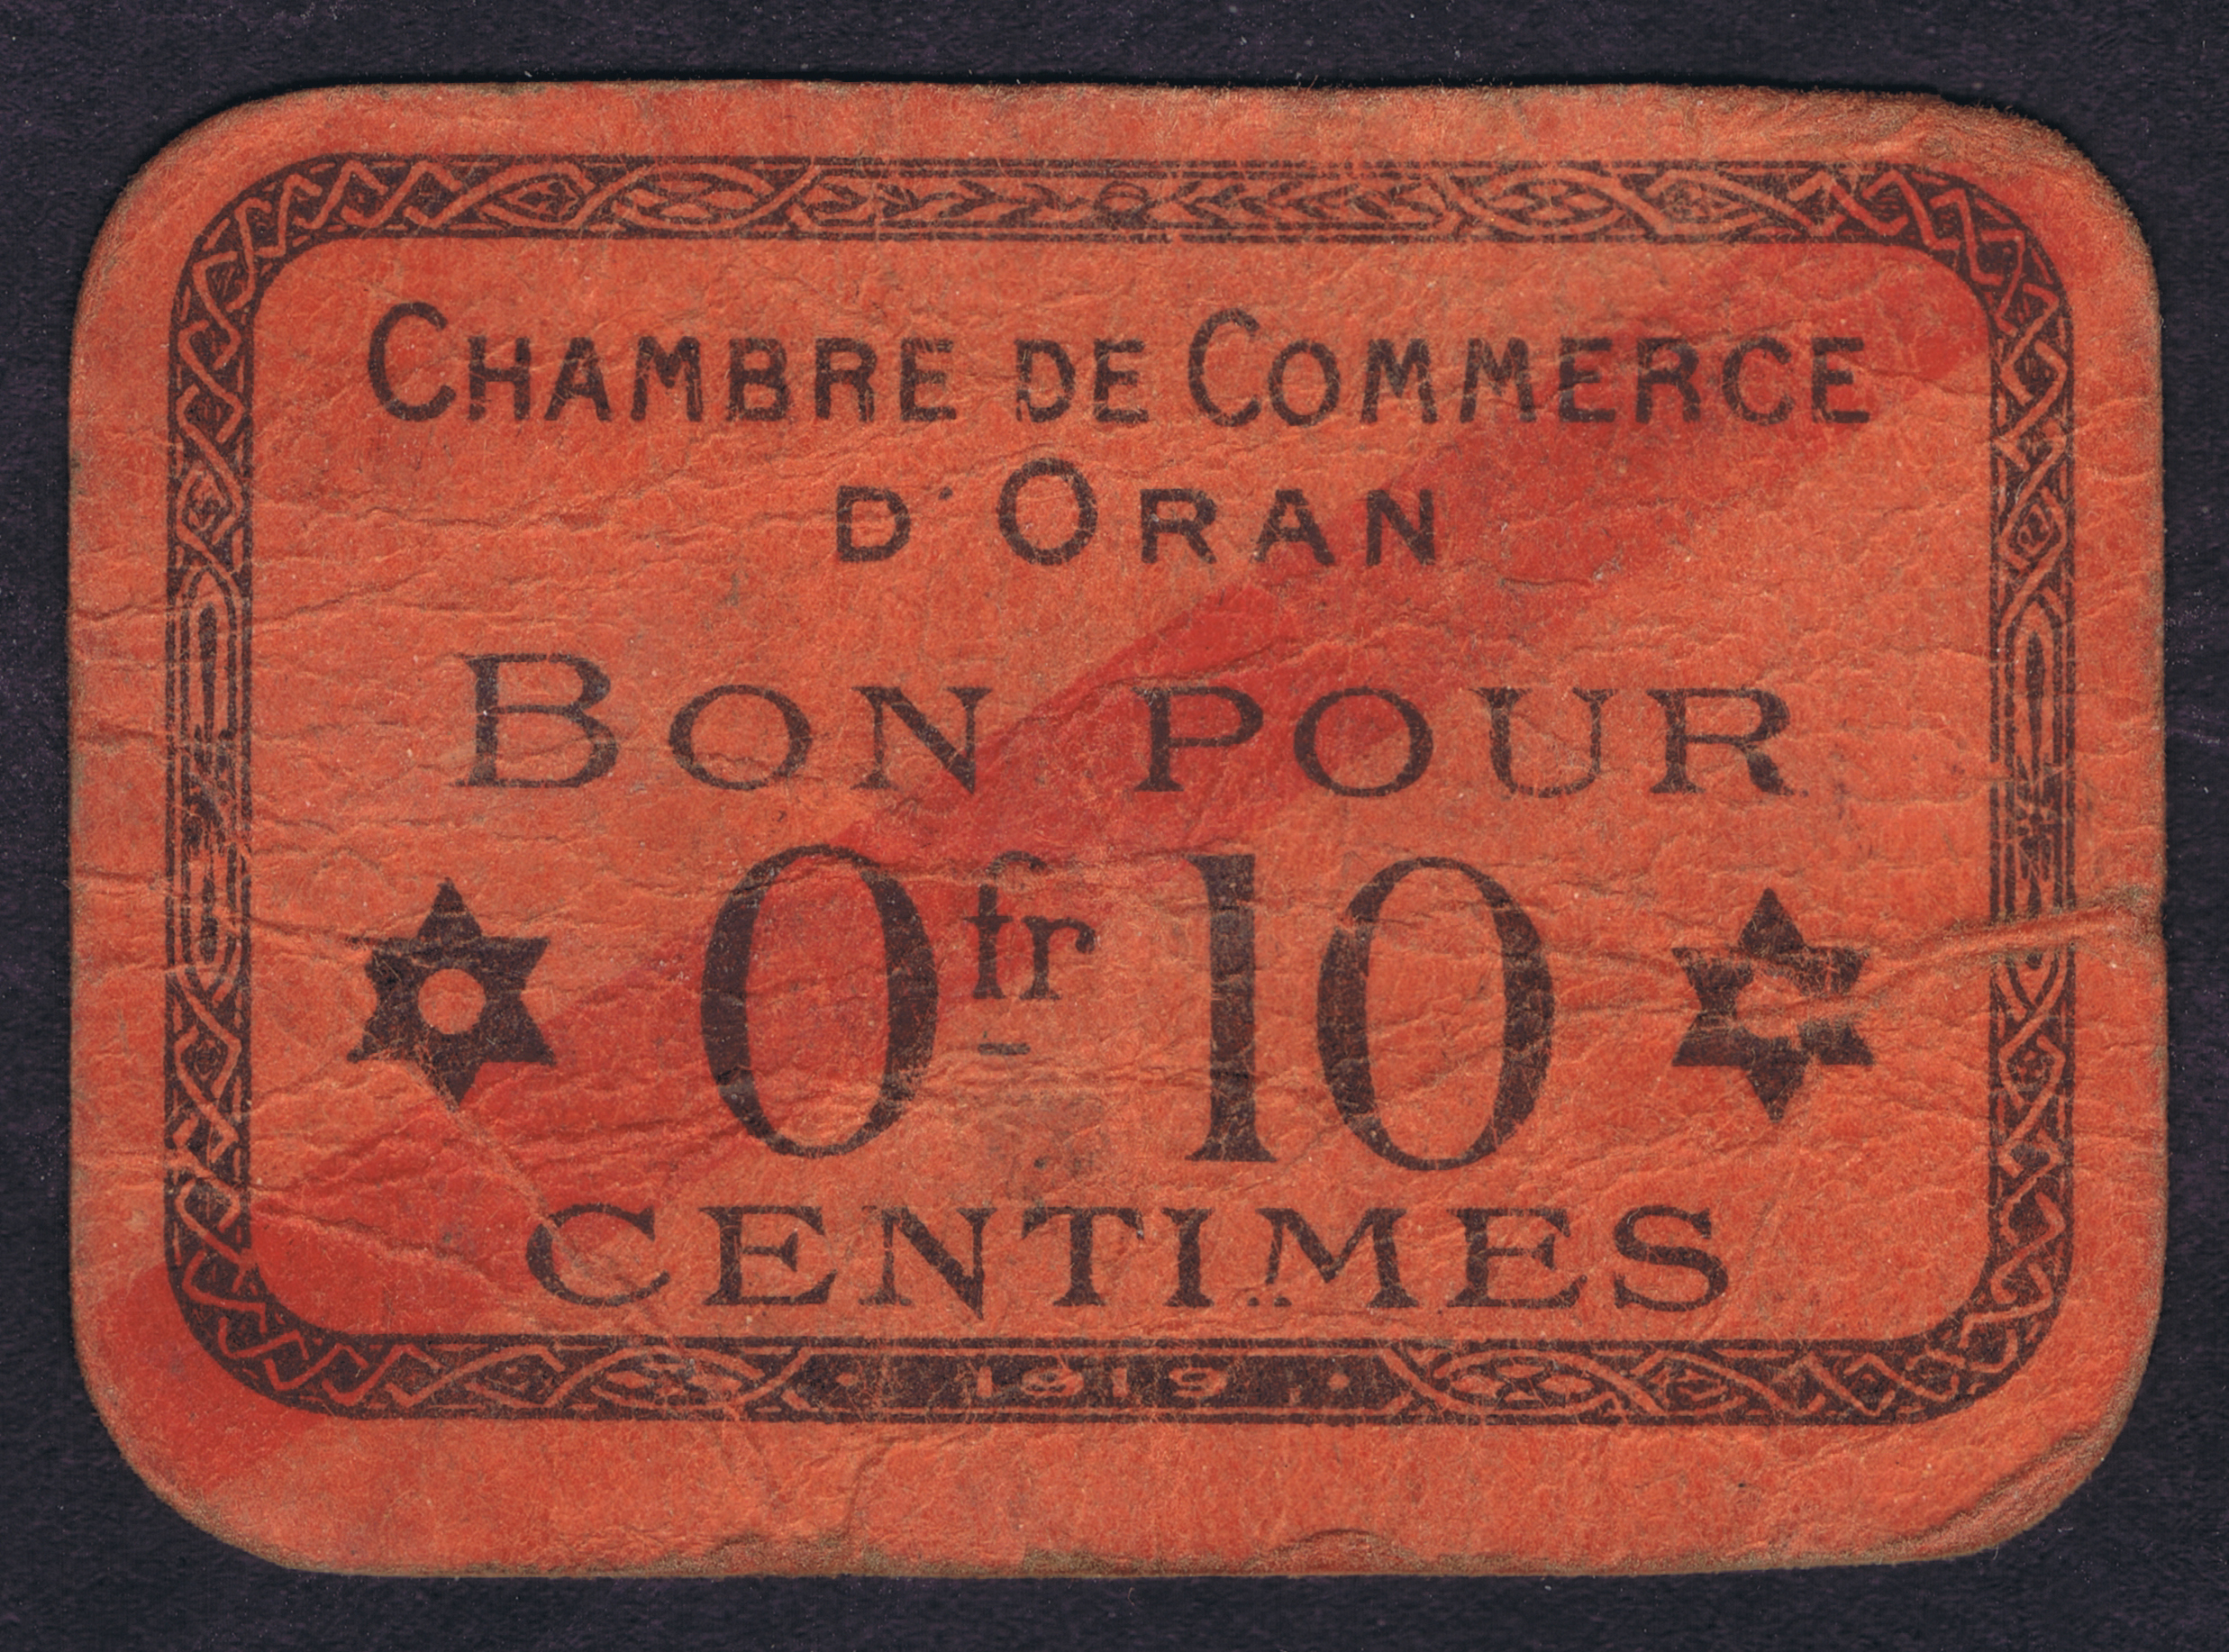 CHAMBRE DE COMMERCE
D'ORAN
BON POUR
0fr 10
CENTIMES
1919